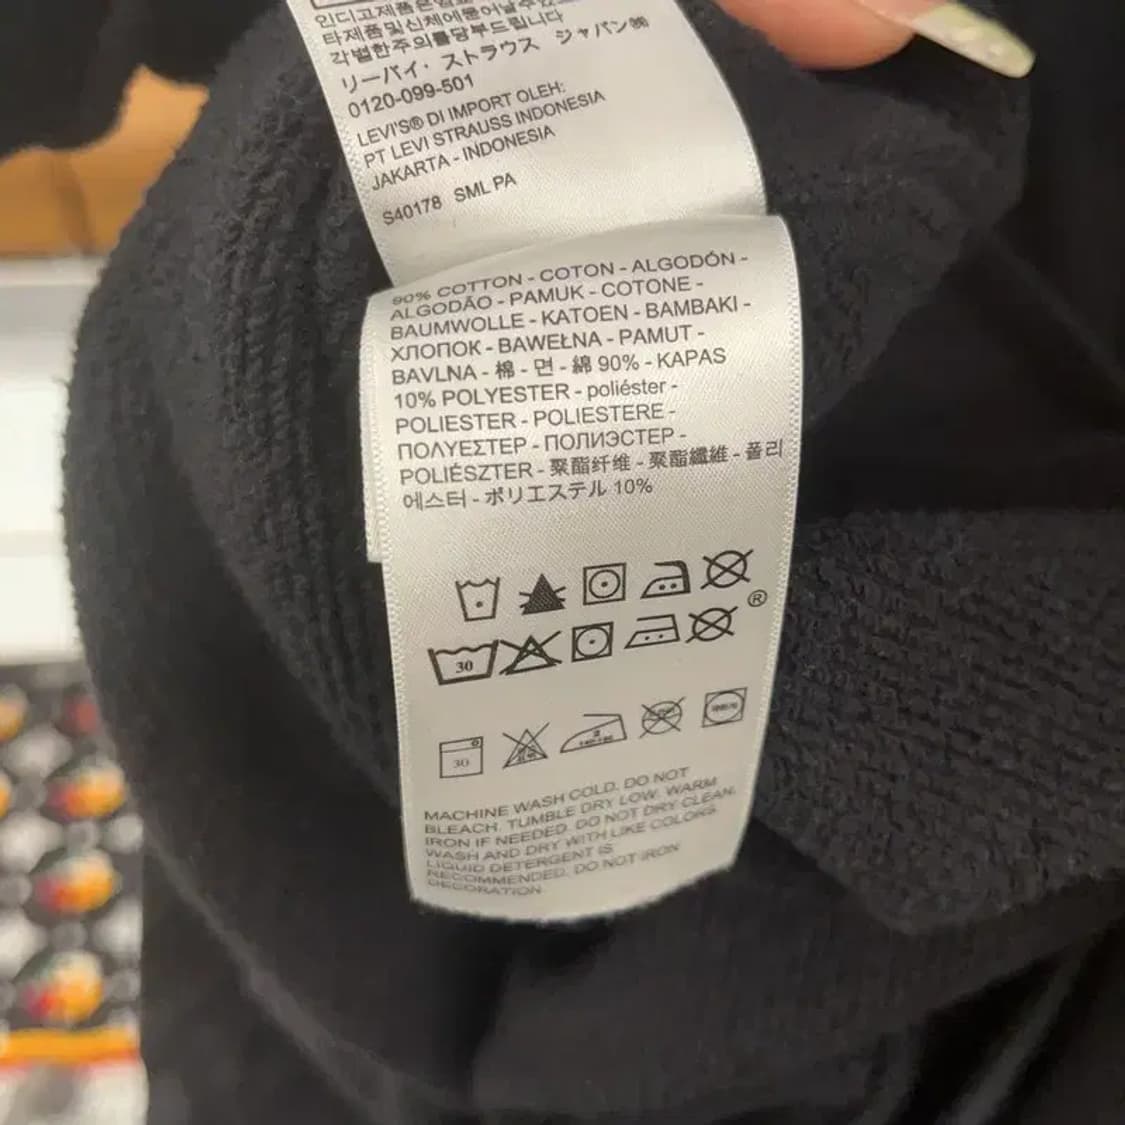 인디고제품은
타제품및신체에묻어날수
각별한주의를당부드립니다
リーバイ・ストラウス ジャパン㈱
0120-099-501
LEVI'S® DI IMPORT OLEH:
PT LEVI STRAUSS INDONESIA
JAKARTA - INDONESIA
S40178 SML PA
90% COTTON - COTON - ALGODÓN -
ALGODÃO - PAMUK - COTONE -
BAUMWOLLE - KATOEN - BAMBAKI -
ХЛОПОК - BAWEŁNA - PAMUT -
BAVLNA - 棉 - 면 - 綿 90% - KAPAS
10% POLYESTER - poliéster -
POLIESTER - POLIESTERE -
ΠΟΛΥΕΣΤΕΡ - ПОЛИЭСТЕР -
POLIÉSZTER - 聚酯纤维 - 聚酯纖維 - 폴리
에스터 - ポリエステル 10%
®
30
30
MACHINE WASH COLD. DO NOT
BLEACH. TUMBLE DRY LOW. WARM
IRON IF NEEDED. DO NOT DRY CLEAN.
WASH AND DRY WITH LIKE COLORS.
LIQUID DETERGENT IS
RECOMMENDED. DO NOT IRON
DECORATION.